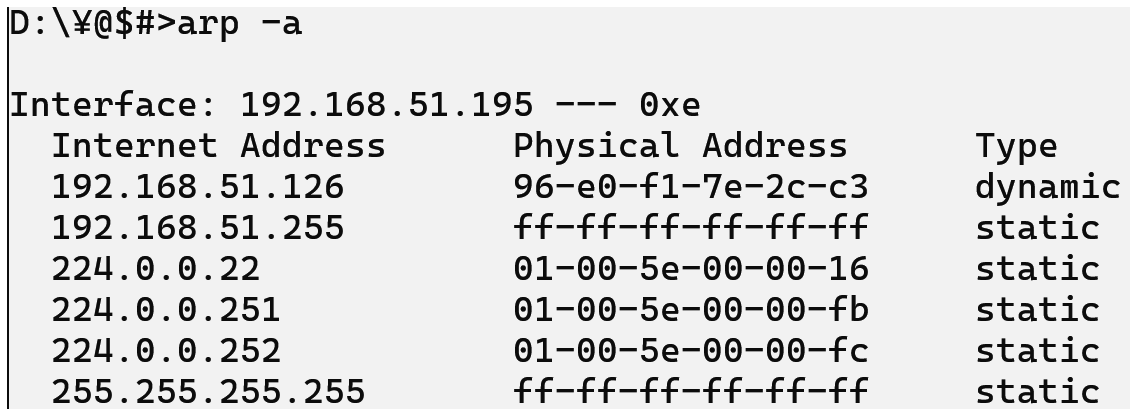 D:\¥@$#>arp -a
Interface: 192.168.51.195 --- 0xe
Internet Address Physical Address Type
192.168.51.126 96-e0-f1-7e-2c-c3 dynamic
192.168.51.255 ff-ff-ff-ff-ff-ff static
224.0.0.22 01-00-5e-00-00-16 static
224.0.0.251 01-00-5e-00-00-fb static
224.0.0.252 01-00-5e-00-00-fc static
255.255.255.255 ff-ff-ff-ff-ff-ff static